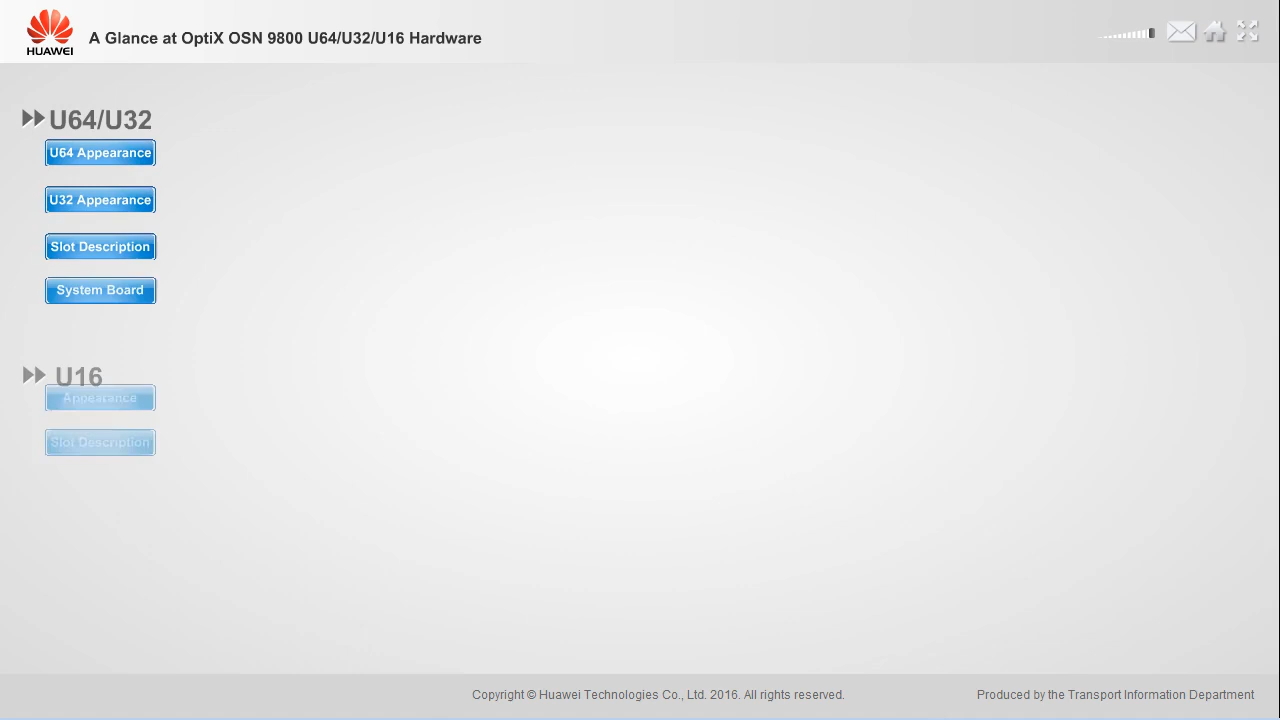 HUAWEI
A Glance at OptiX OSN 9800 U64/U32/U16 Hardware
U64/U32
U64 Appearance
U32 Appearance
Slot Description
System Board
U16
Appearance
Slot Description
Copyright © Huawei Technologies Co., Ltd. 2016. All rights reserved.
Produced by the Transport Information Department